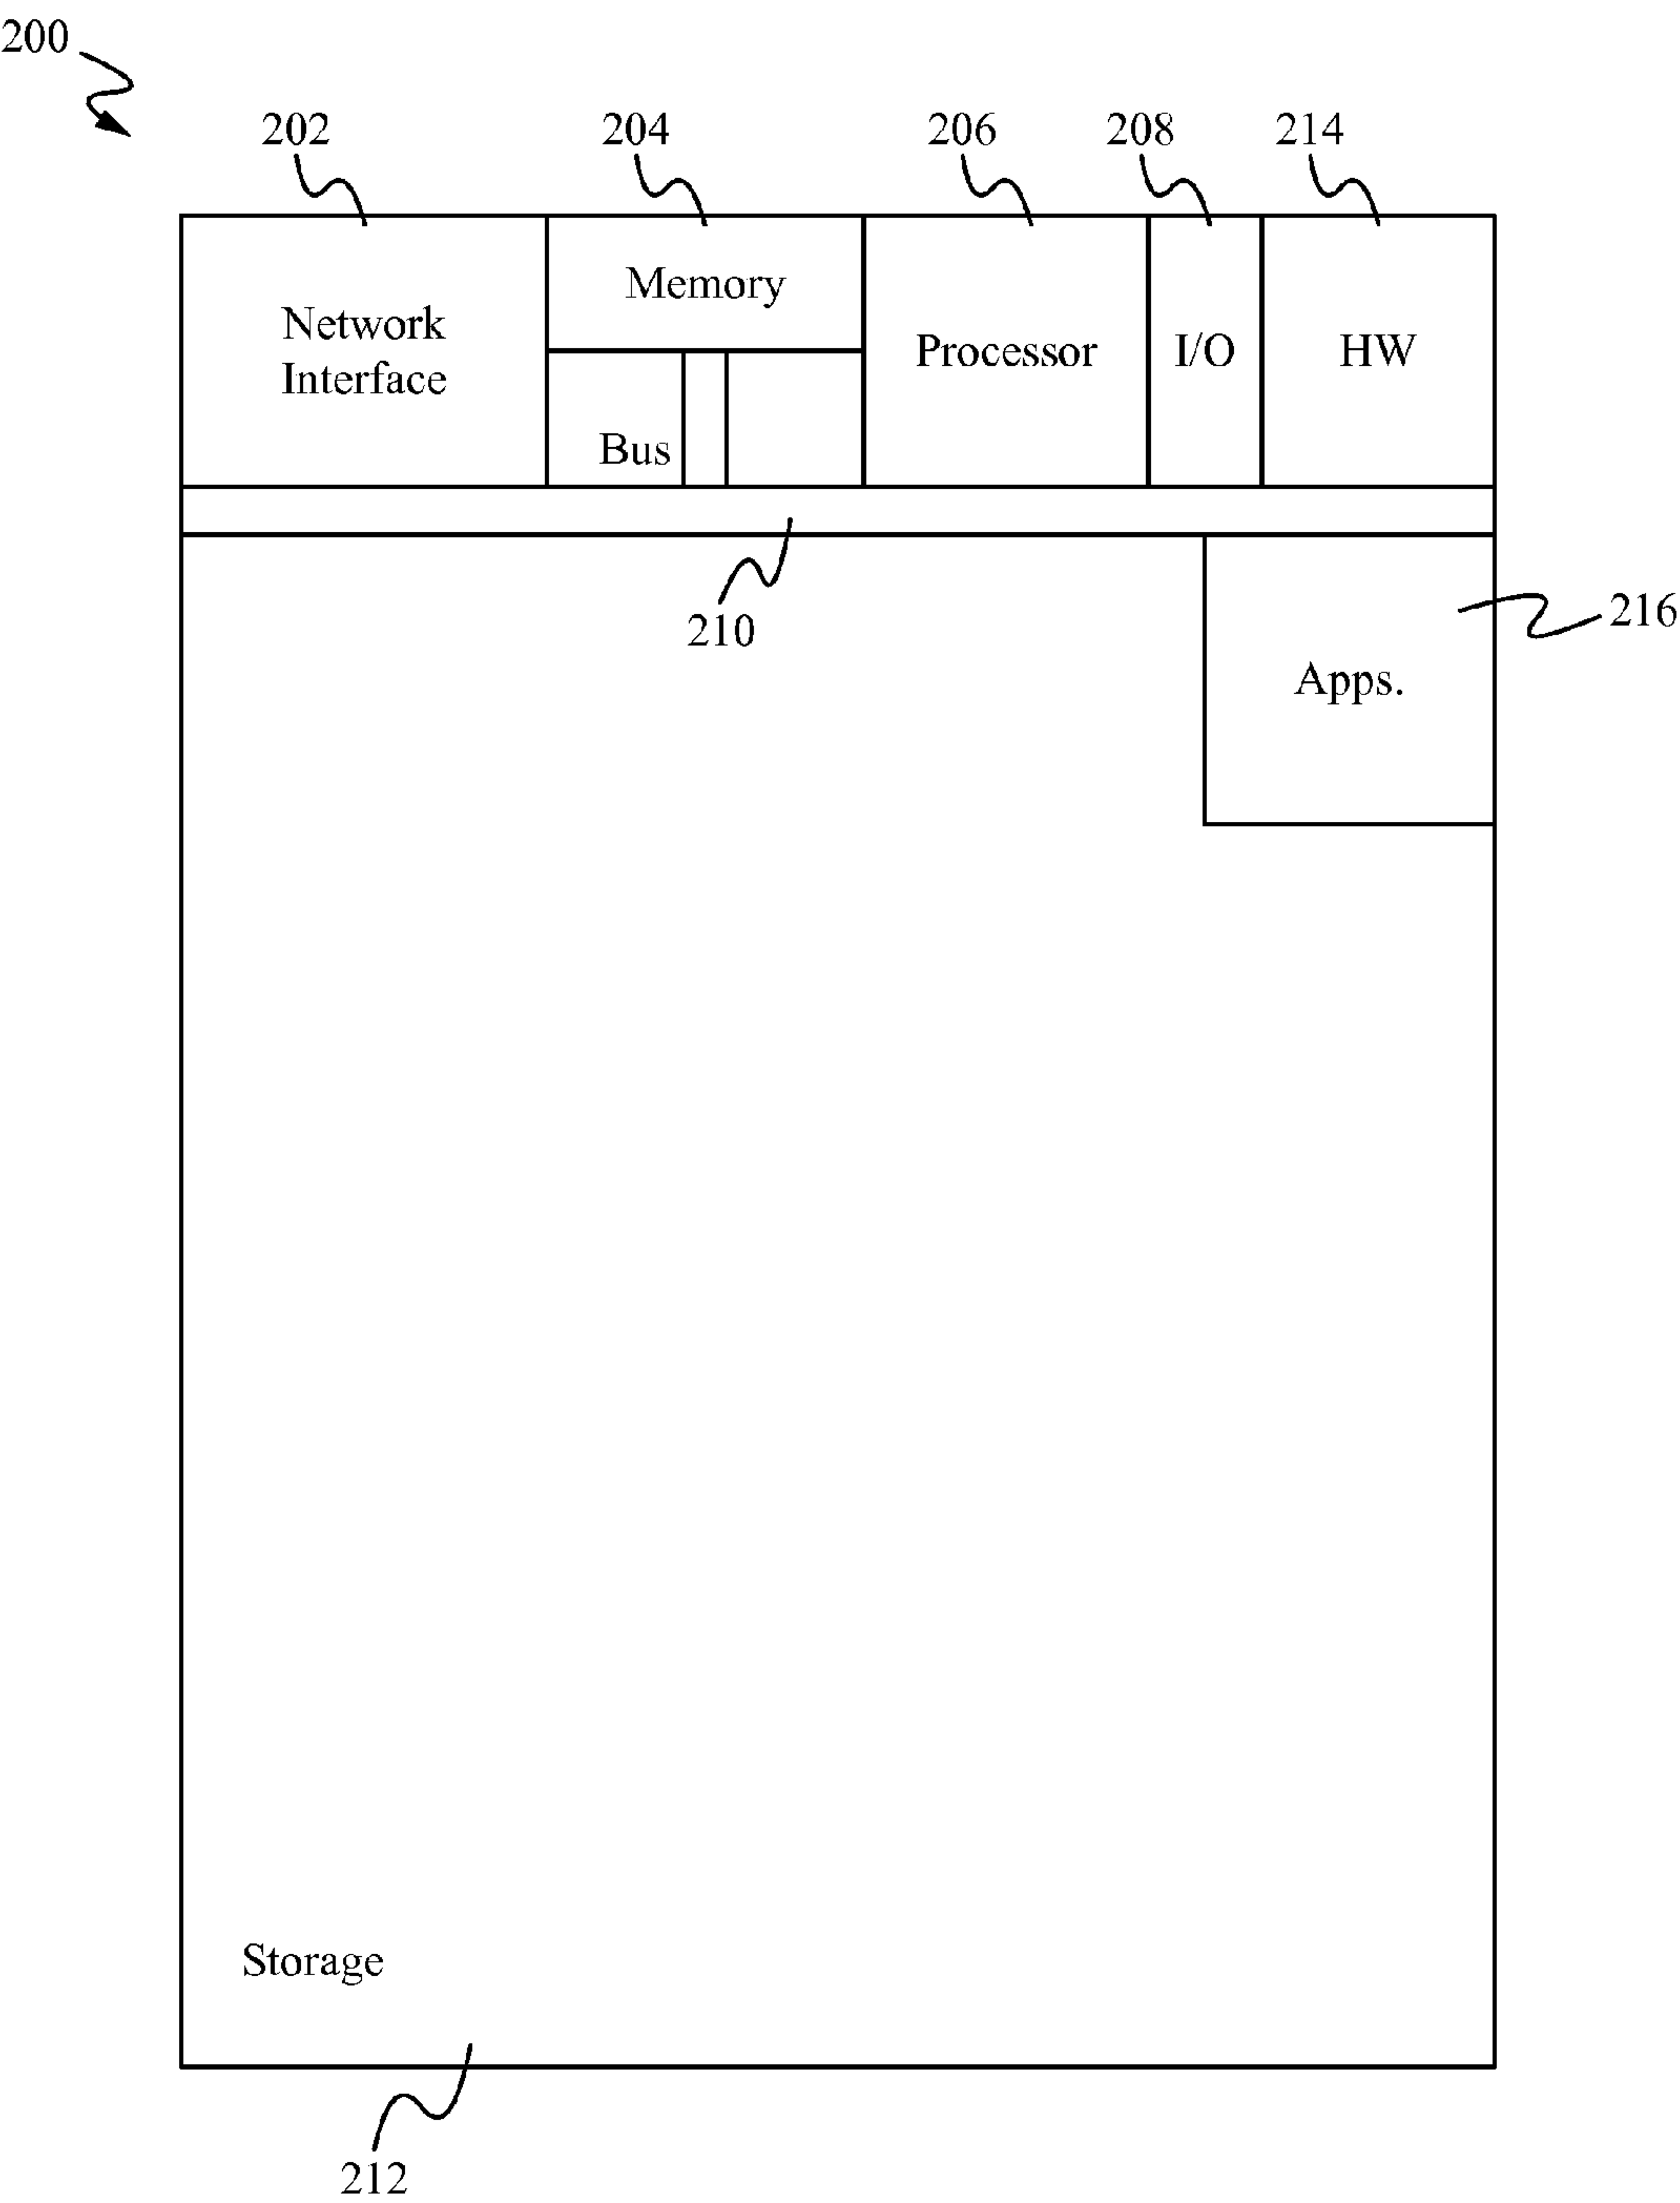 200
202
204
206
208
214
Memory
Network
Interface
Processor
I/O
HW
Bus
210
216
Apps.
Storage
212